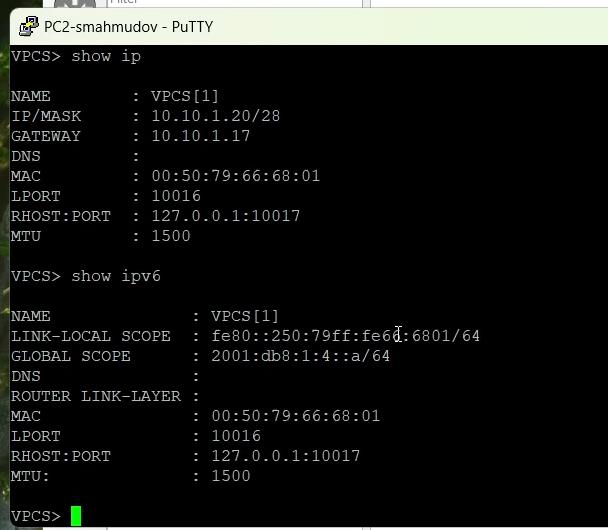 Filter
PC2-smahmudov - PuTTY
VPCS> show ip
NAME : VPCS[1]
IP/MASK : 10.10.1.20/28
GATEWAY : 10.10.1.17
DNS :
MAC : 00:50:79:66:68:01
LPORT : 10016
RHOST:PORT : 127.0.0.1:10017
MTU : 1500
VPCS> show ipv6
NAME : VPCS[1]
LINK-LOCAL SCOPE : fe80::250:79ff:fe66:6801/64
GLOBAL SCOPE : 2001:db8:1:4::a/64
DNS :
ROUTER LINK-LAYER :
MAC : 00:50:79:66:68:01
LPORT : 10016
RHOST:PORT : 127.0.0.1:10017
MTU: : 1500
VPCS>